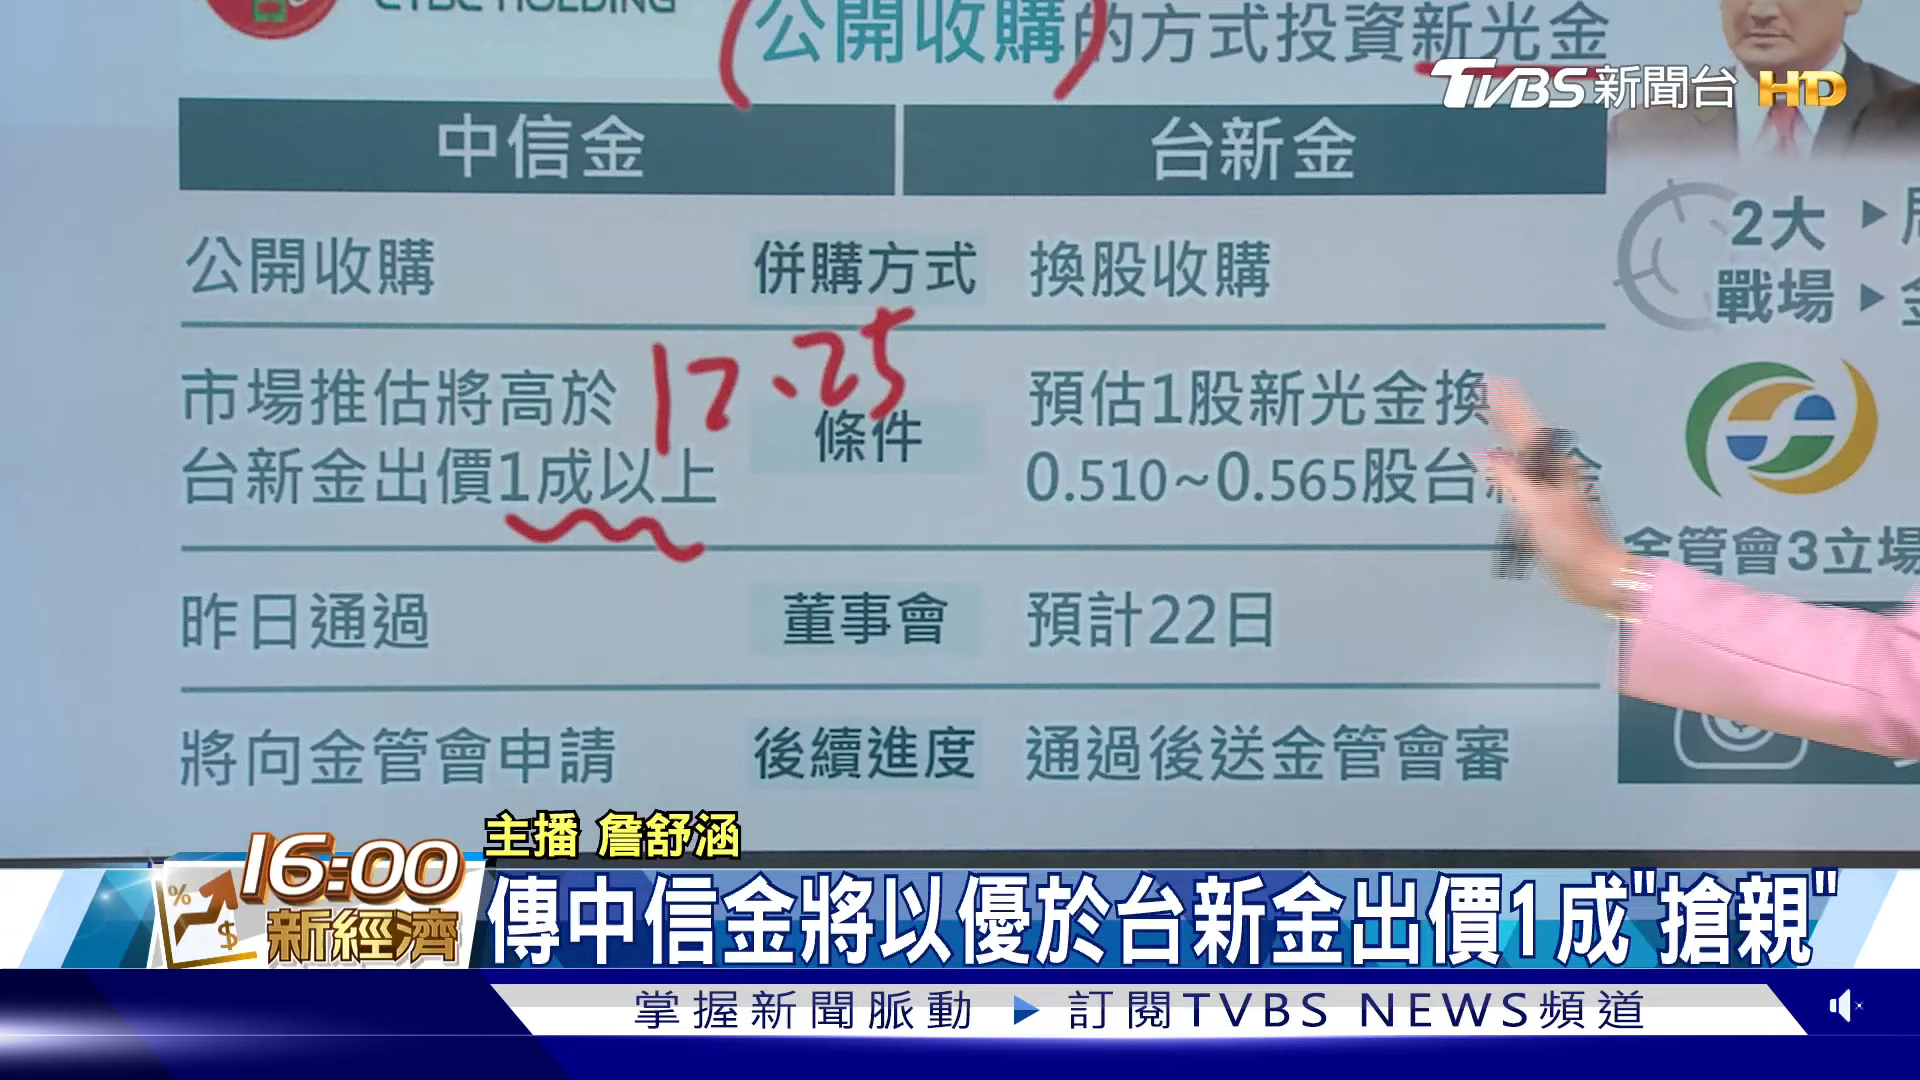 CTBC HOLDING
公開收購的方式投資新光金
TVBS新聞台 HD
中信金 台新金
公開收購 併購方式 換股收購
12.25
市場推估將高於
台新金出價1成以上
條件
預估1股新光金換
0.510~0.565股台新金
昨日通過 董事會 預計22日
將向金管會申請 後續進度 通過後送金管會審
2大
戰場
金管會3立場
16:00
新經濟
主播 詹舒涵
傳中信金將以優於台新金出價1成"搶親"
掌握新聞脈動 ▶ 訂閱TVBS NEWS頻道